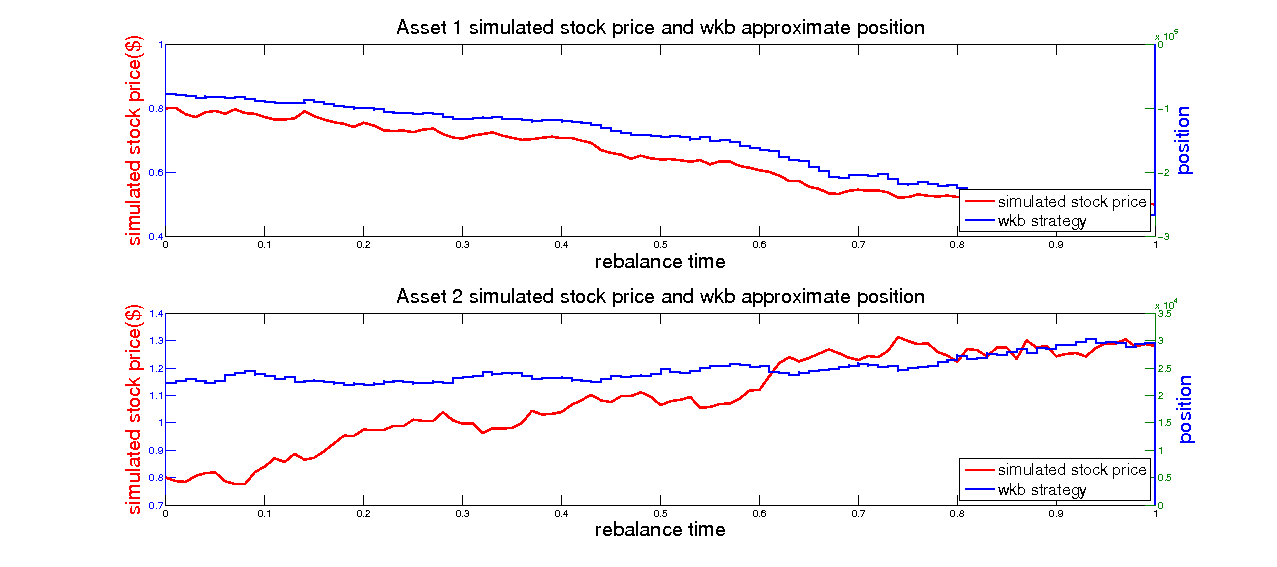 Asset 1 simulated stock price and wkb approximate position
x 10^5
simulated stock price($)
1
0.8
0.6
0.4
0
-1
-2
-3
position
simulated stock price
wkb strategy
0 0.1 0.2 0.3 0.4 0.5 0.6 0.7 0.8 0.9 1
rebalance time
Asset 2 simulated stock price and wkb approximate position
x 10^4
simulated stock price($)
1.4
1.3
1.2
1.1
1
0.9
0.8
0.7
3.5
3
2.5
2
1.5
1
0.5
0
position
simulated stock price
wkb strategy
0 0.1 0.2 0.3 0.4 0.5 0.6 0.7 0.8 0.9 1
rebalance time